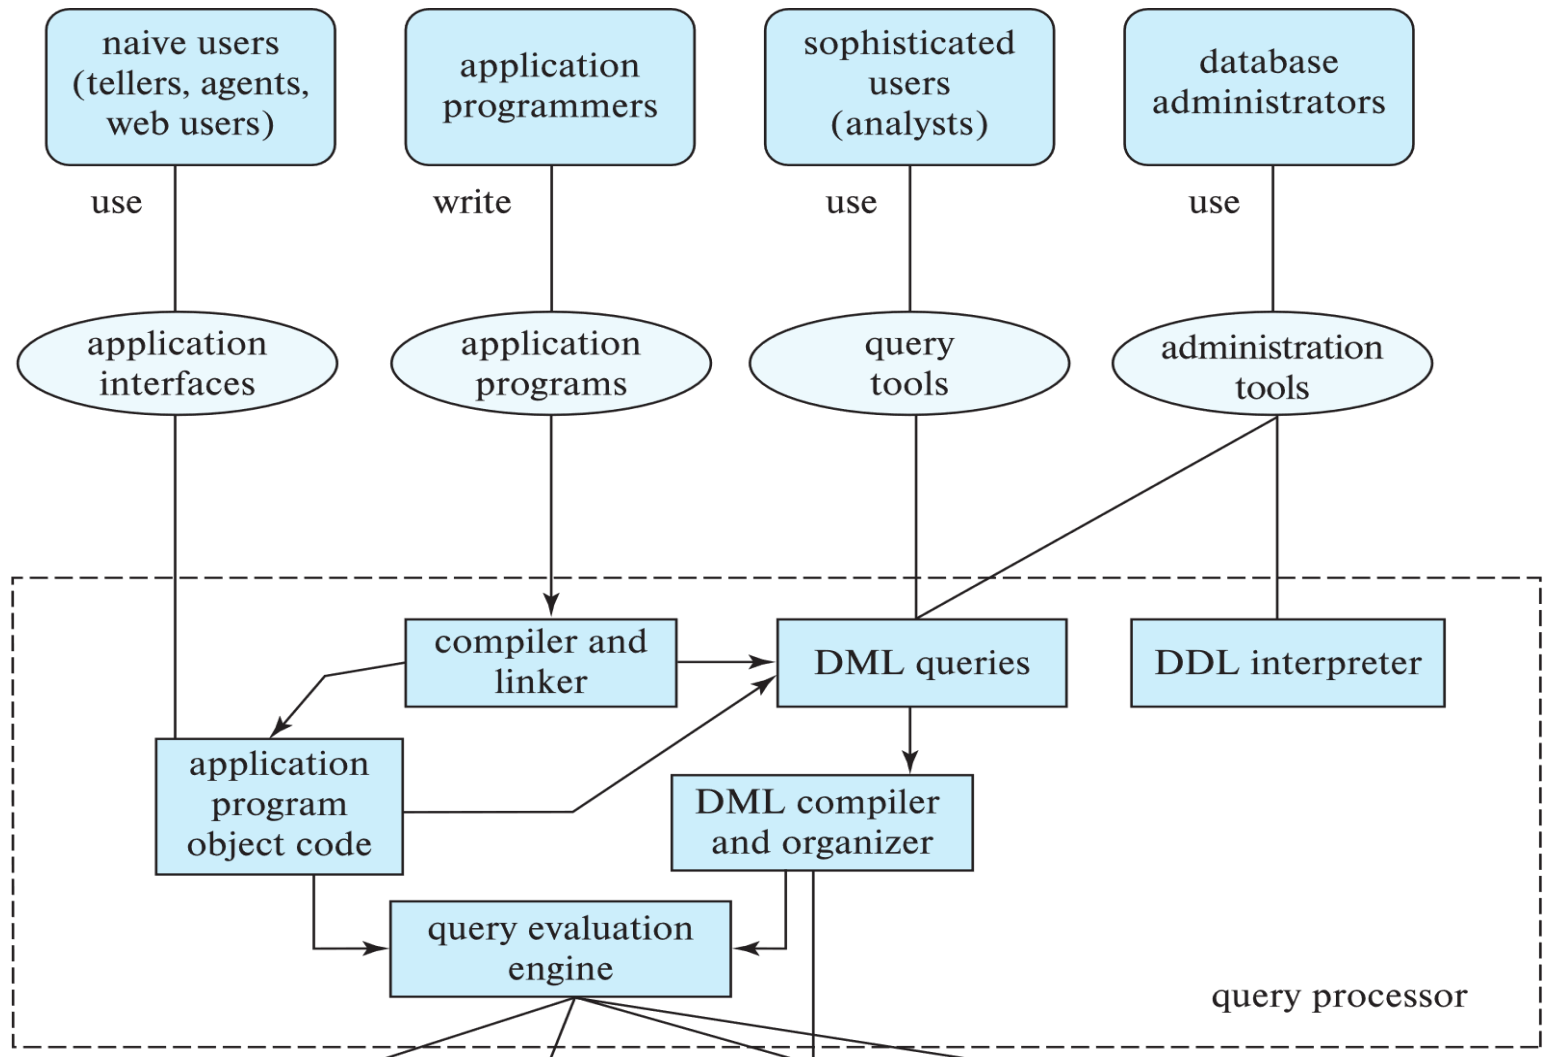 naive users
(tellers, agents,
web users)
application
programmers
sophisticated
users
(analysts)
database
administrators
use
write
use
use
application
interfaces
application
programs
query
tools
administration
tools
compiler and
linker
DML queries
DDL interpreter
application
program
object code
DML compiler
and organizer
query evaluation
engine
query processor